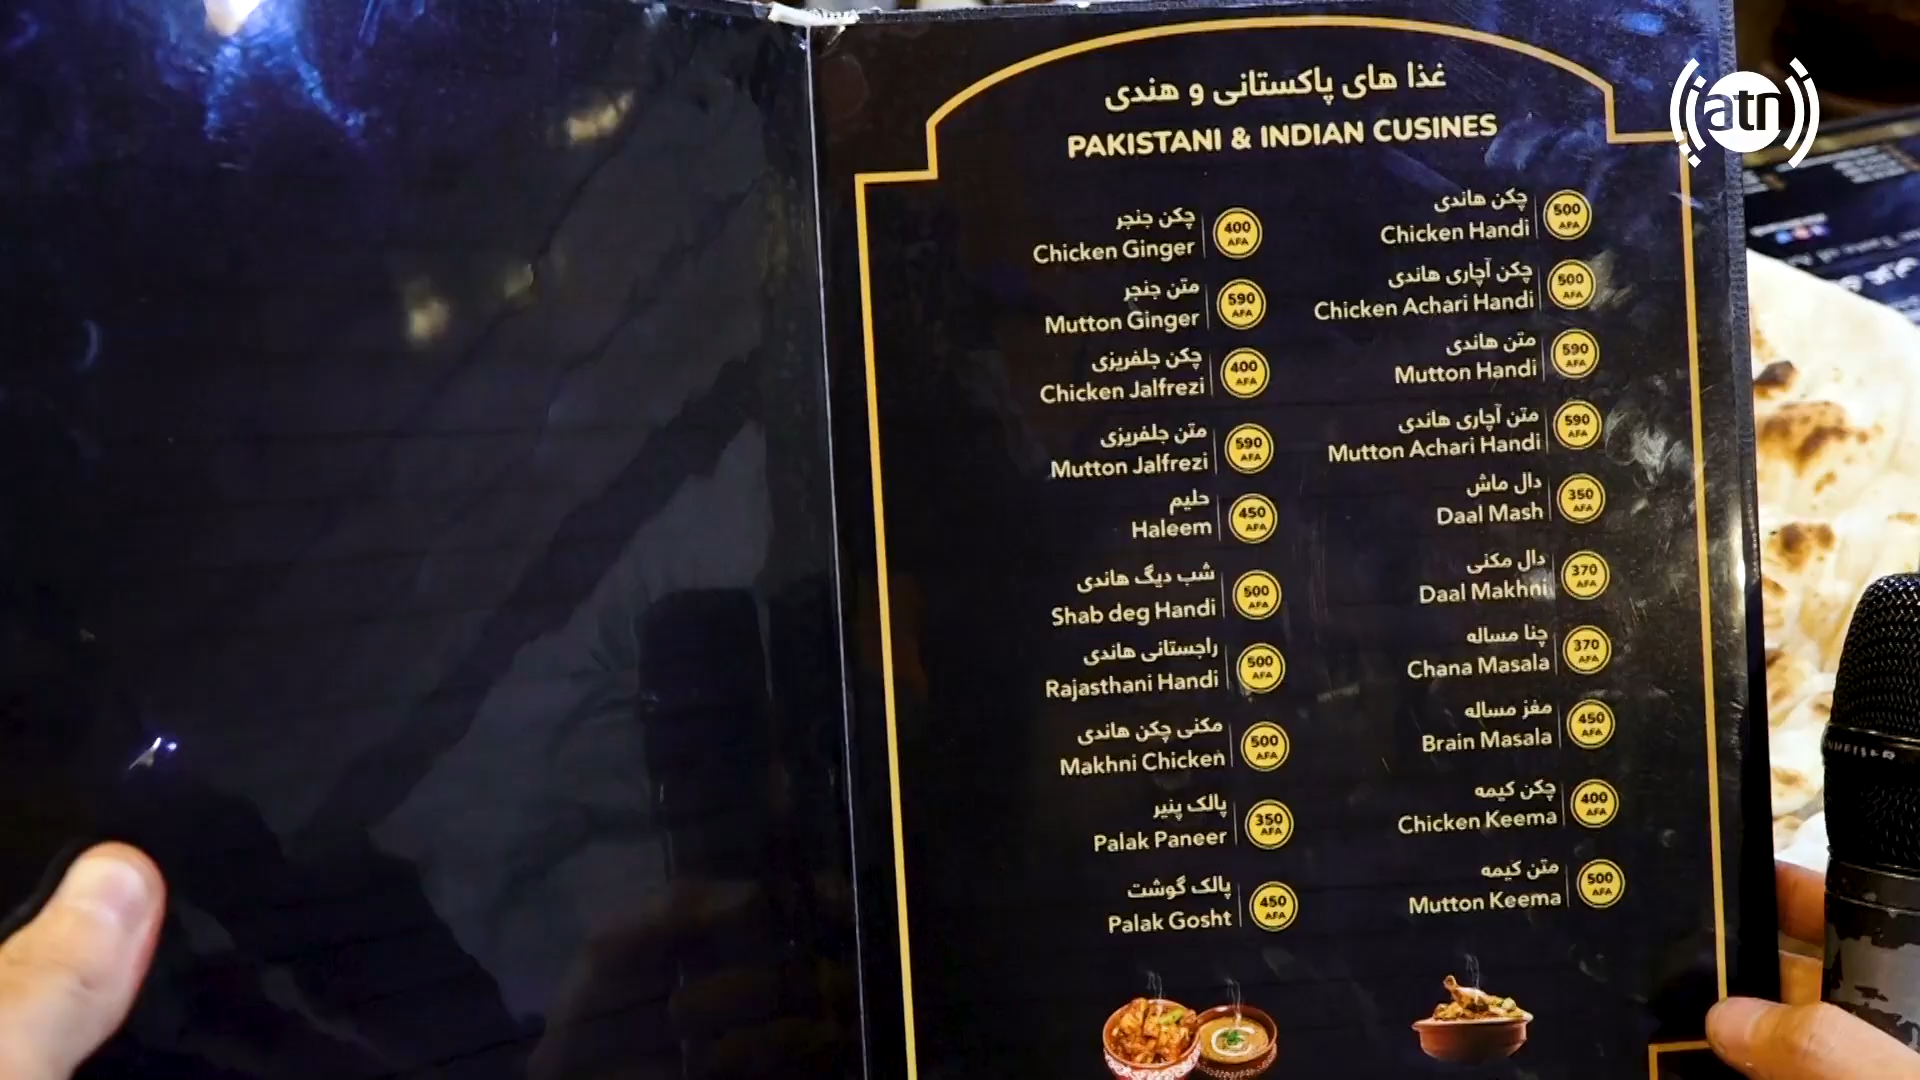 غذا های پاکستانی و هندی
PAKISTANI & INDIAN CUSINES
atn
چکن جنجر
Chicken Ginger
400
AFA
متن جنجر
Mutton Ginger
590
AFA
چکن جلفریزی
Chicken Jalfrezi
400
AFA
متن جلفریزی
Mutton Jalfrezi
590
AFA
حلیم
Haleem
450
AFA
شب دیگ هاندی
Shab deg Handi
500
AFA
راجستانی هاندی
Rajasthani Handi
500
AFA
مکنی چکن هاندی
Makhni Chicken
500
AFA
پالک پنیر
Palak Paneer
350
AFA
پالک گوشت
Palak Gosht
450
AFA
چکن هاندی
Chicken Handi
500
AFA
چکن آچاری هاندی
Chicken Achari Handi
500
AFA
متن هاندی
Mutton Handi
590
AFA
متن آچاری هاندی
Mutton Achari Handi
590
AFA
دال ماش
Daal Mash
350
AFA
دال مکنی
Daal Makhni
370
AFA
چنا مساله
Chana Masala
370
AFA
مغز مساله
Brain Masala
450
AFA
چکن کیمه
Chicken Keema
400
AFA
متن کیمه
Mutton Keema
500
AFA